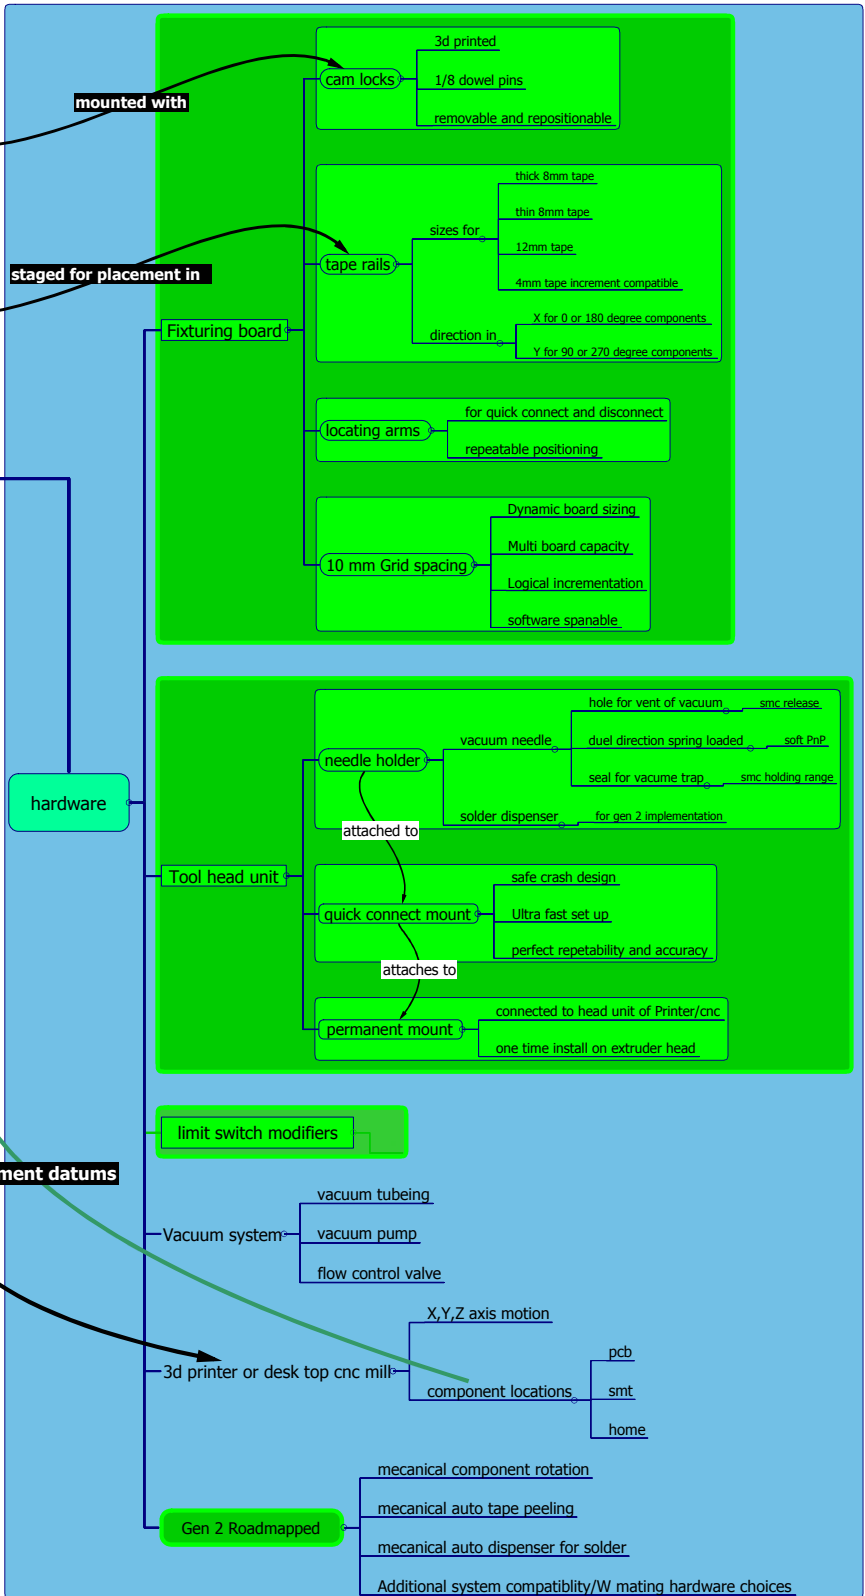 3d printed
cam locks
1/8 dowel pins
mounted with
removable and repositionable
thick 8mm tape
thin 8mm tape
sizes for
12mm tape
staged for placement in
tape rails
4mm tape increment compatible
X for 0 or 180 degree components
Fixturing board
direction in
Y for 90 or 270 degree components
for quick connect and disconnect
locating arms
repeatable positioning
Dynamic board sizing
Multi board capacity
10 mm Grid spacing
Logical incrementation
software spanable
hole for vent of vacuum
smc release
vacuum needle
duel direction spring loaded
soft PnP
needle holder
seal for vacume trap
smc holding range
hardware
solder dispenser
for gen 2 implementation
attached to
Tool head unit
safe crash design
quick connect mount
Ultra fast set up
perfect repetability and accuracy
attaches to
connected to head unit of Printer/cnc
permanent mount
one time install on extruder head
limit switch modifiers
ment datums
vacuum tubeing
Vacuum system
vacuum pump
flow control valve
X,Y,Z axis motion
3d printer or desk top cnc mill
pcb
component locations
smt
home
mecanical component rotation
mecanical auto tape peeling
Gen 2 Roadmapped
mecanical auto dispenser for solder
Additional system compatiblity/W mating hardware choices